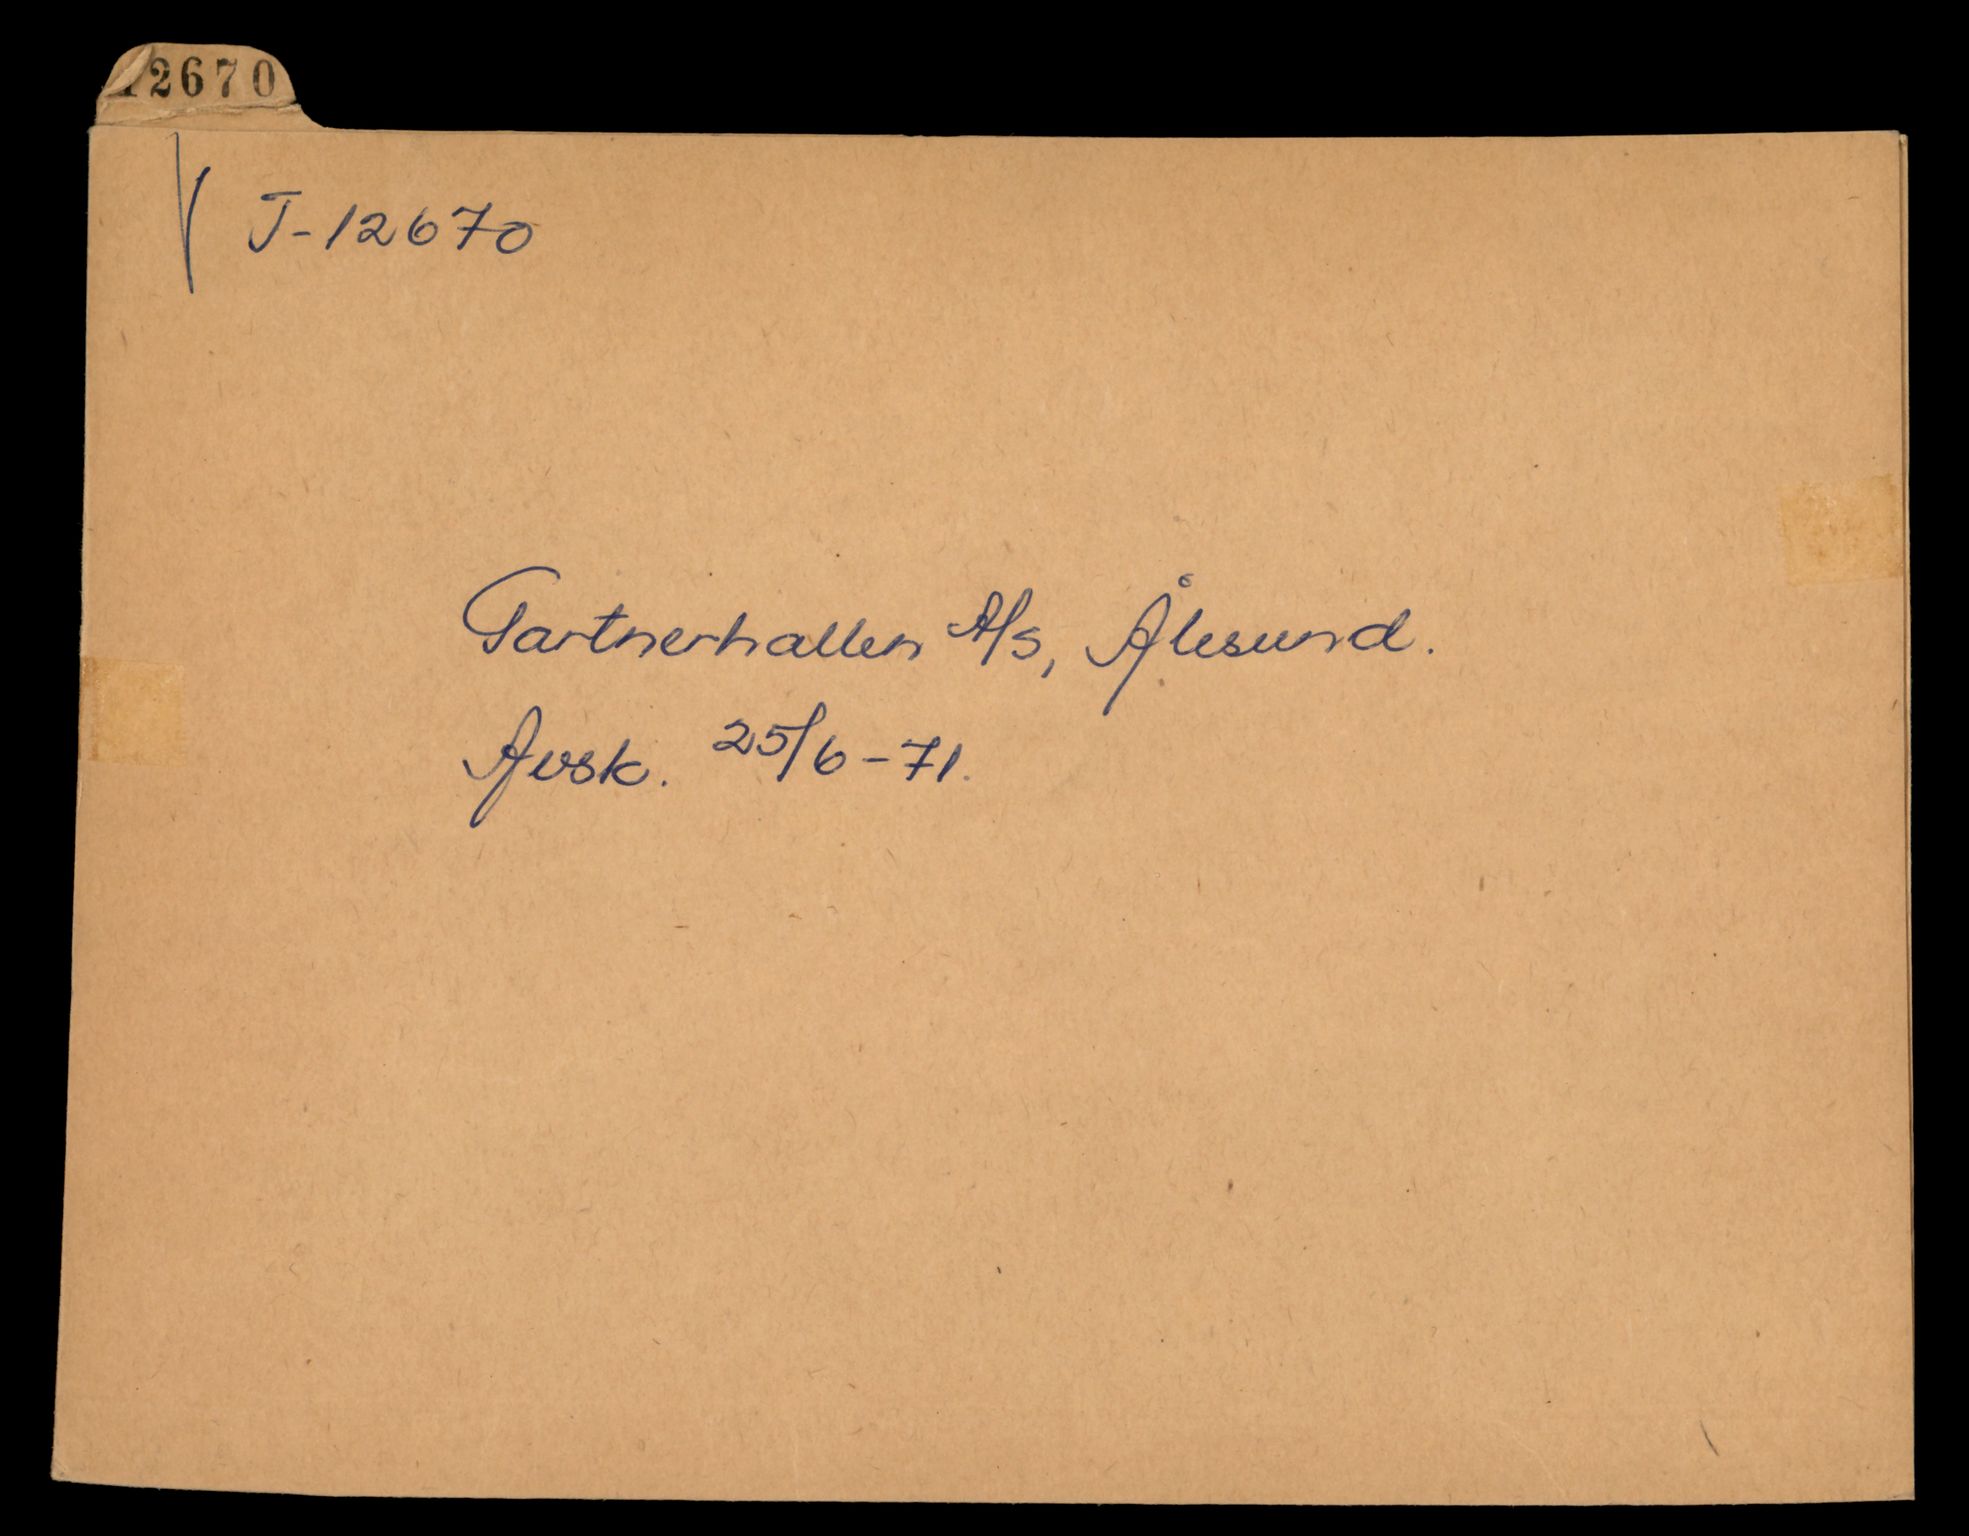 12670
J-12670
Gartnerhallen A/S, Ålesund.
Avsk. 25/6-71.